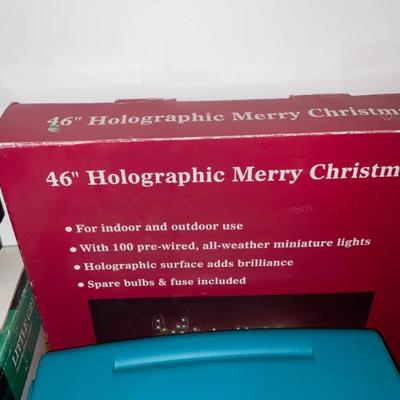 46" Holographic Merry Christma
46" Holographic Merry Christm
• For indoor and outdoor use
• With 100 pre-wired, all-weather miniature lights
• Holographic surface adds brilliance
• Spare bulbs & fuse included